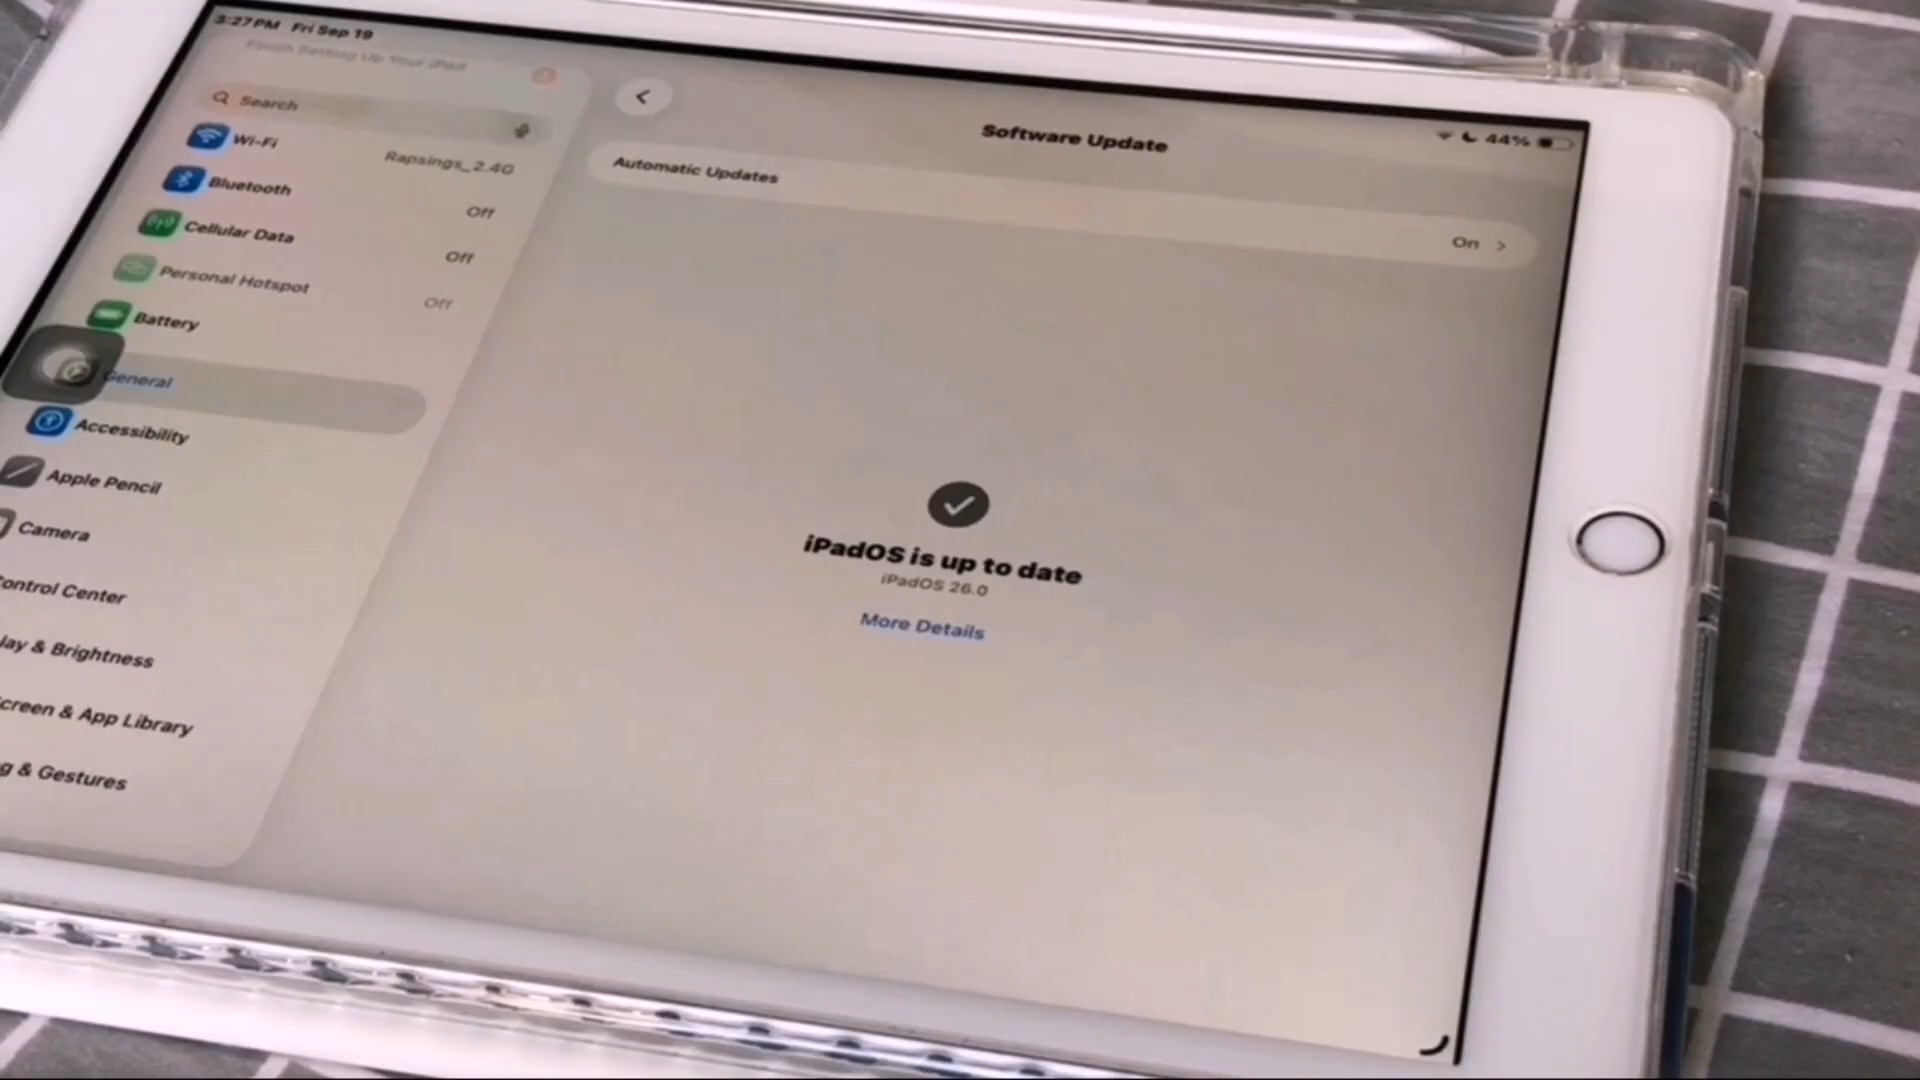 3:27 PM Fri Sep 19
Finish Setting Up Your iPad
Search
Wi-Fi
Rapsings_2.4G
Bluetooth
Off
Cellular Data
Off
Personal Hotspot
Off
Battery
General
Accessibility
Apple Pencil
Camera
ontrol Center
lay & Brightness
creen & App Library
g & Gestures
44%
Software Update
Automatic Updates
On
iPadOS is up to date
iPadOS 26.0
More Details